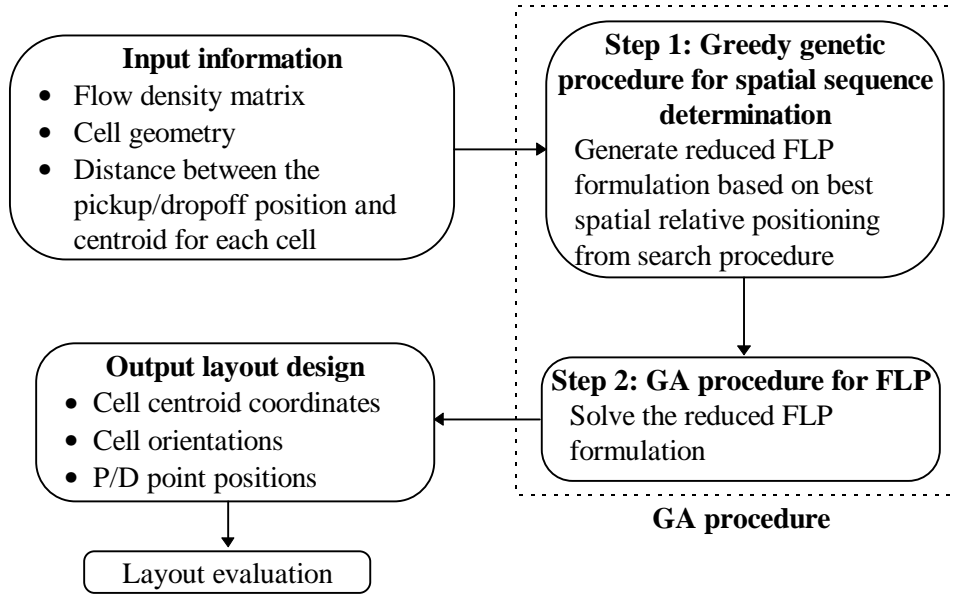 Input information
• Flow density matrix
• Cell geometry
• Distance between the
pickup/dropoff position and
centroid for each cell
Step 1: Greedy genetic
procedure for spatial sequence
determination
Generate reduced FLP
formulation based on best
spatial relative positioning
from search procedure
Step 2: GA procedure for FLP
Solve the reduced FLP
formulation
GA procedure
Output layout design
• Cell centroid coordinates
• Cell orientations
• P/D point positions
Layout evaluation